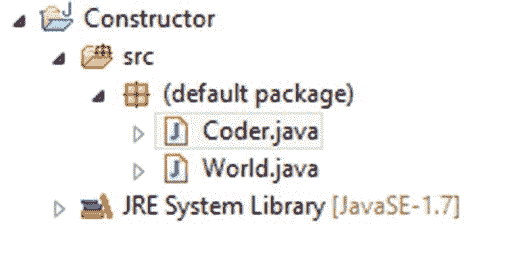 Constructor
src
(default package)
Coder.java
World.java
JRE System Library [JavaSE-1.7]